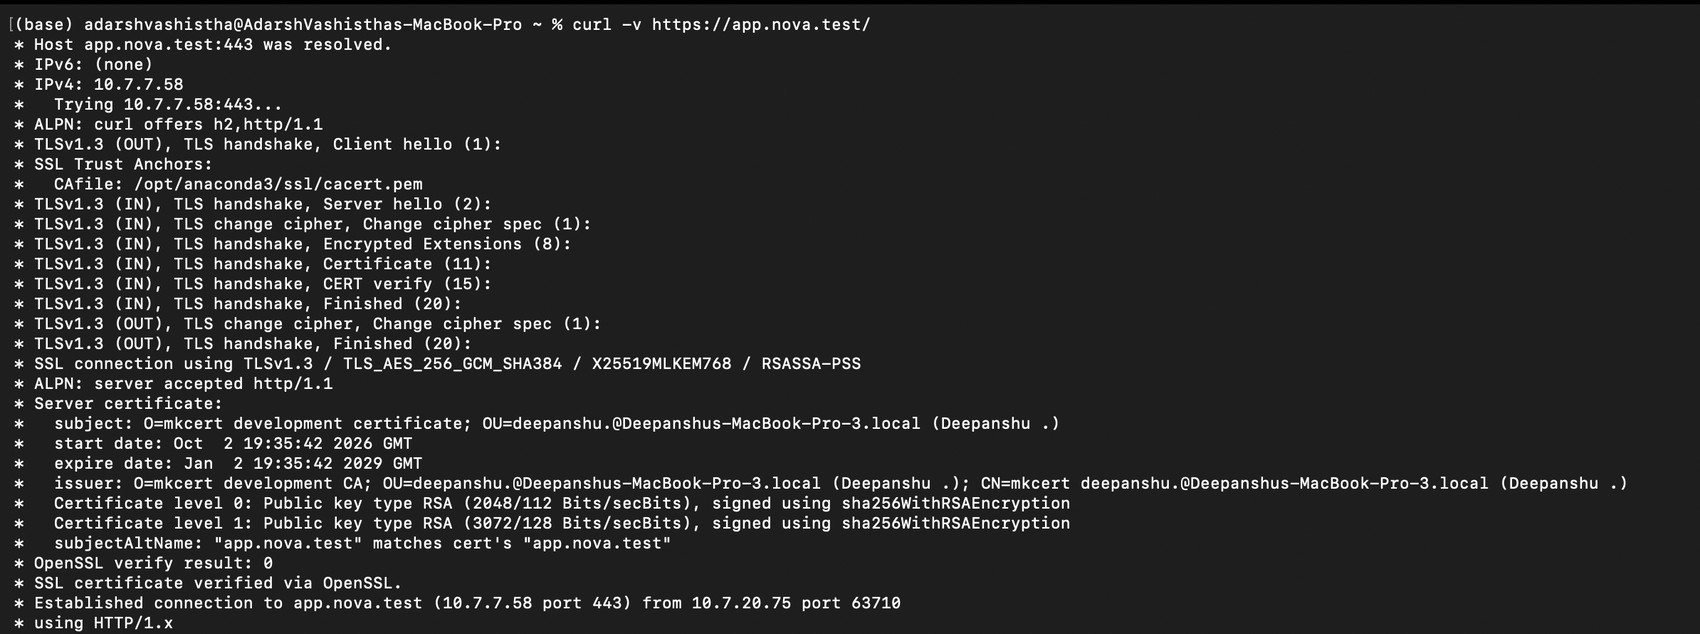 [(base) adarshvashistha@AdarshVashisthas-MacBook-Pro ~ % curl -v https://app.nova.test/
* Host app.nova.test:443 was resolved.
* IPv6: (none)
* IPv4: 10.7.7.58
*   Trying 10.7.7.58:443...
* ALPN: curl offers h2,http/1.1
* TLSv1.3 (OUT), TLS handshake, Client hello (1):
* SSL Trust Anchors:
*   CAfile: /opt/anaconda3/ssl/cacert.pem
* TLSv1.3 (IN), TLS handshake, Server hello (2):
* TLSv1.3 (IN), TLS change cipher, Change cipher spec (1):
* TLSv1.3 (IN), TLS handshake, Encrypted Extensions (8):
* TLSv1.3 (IN), TLS handshake, Certificate (11):
* TLSv1.3 (IN), TLS handshake, CERT verify (15):
* TLSv1.3 (IN), TLS handshake, Finished (20):
* TLSv1.3 (OUT), TLS change cipher, Change cipher spec (1):
* TLSv1.3 (OUT), TLS handshake, Finished (20):
* SSL connection using TLSv1.3 / TLS_AES_256_GCM_SHA384 / X25519MLKEM768 / RSASSA-PSS
* ALPN: server accepted http/1.1
* Server certificate:
*   subject: O=mkcert development certificate; OU=deepanshu.@Deepanshus-MacBook-Pro-3.local (Deepanshu .)
*   start date: Oct  2 19:35:42 2026 GMT
*   expire date: Jan  2 19:35:42 2029 GMT
*   issuer: O=mkcert development CA; OU=deepanshu.@Deepanshus-MacBook-Pro-3.local (Deepanshu .); CN=mkcert deepanshu.@Deepanshus-MacBook-Pro-3.local (Deepanshu .)
*   Certificate level 0: Public key type RSA (2048/112 Bits/secBits), signed using sha256WithRSAEncryption
*   Certificate level 1: Public key type RSA (3072/128 Bits/secBits), signed using sha256WithRSAEncryption
*   subjectAltName: "app.nova.test" matches cert's "app.nova.test"
* OpenSSL verify result: 0
* SSL certificate verified via OpenSSL.
* Established connection to app.nova.test (10.7.7.58 port 443) from 10.7.20.75 port 63710
* using HTTP/1.x